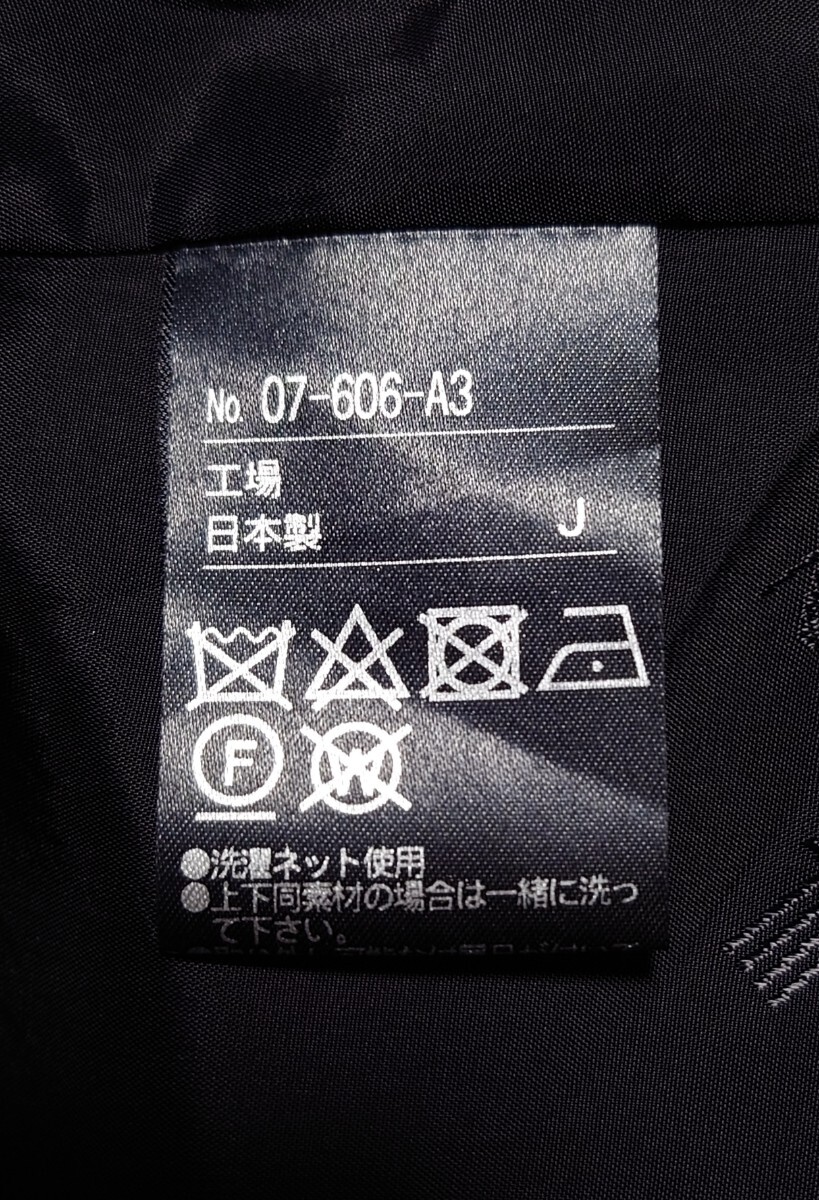 No. 07-606-A3
工場
日本製 J
F W
●洗濯ネット使用
●上下同素材の場合は一緒に洗っ
て下さい。